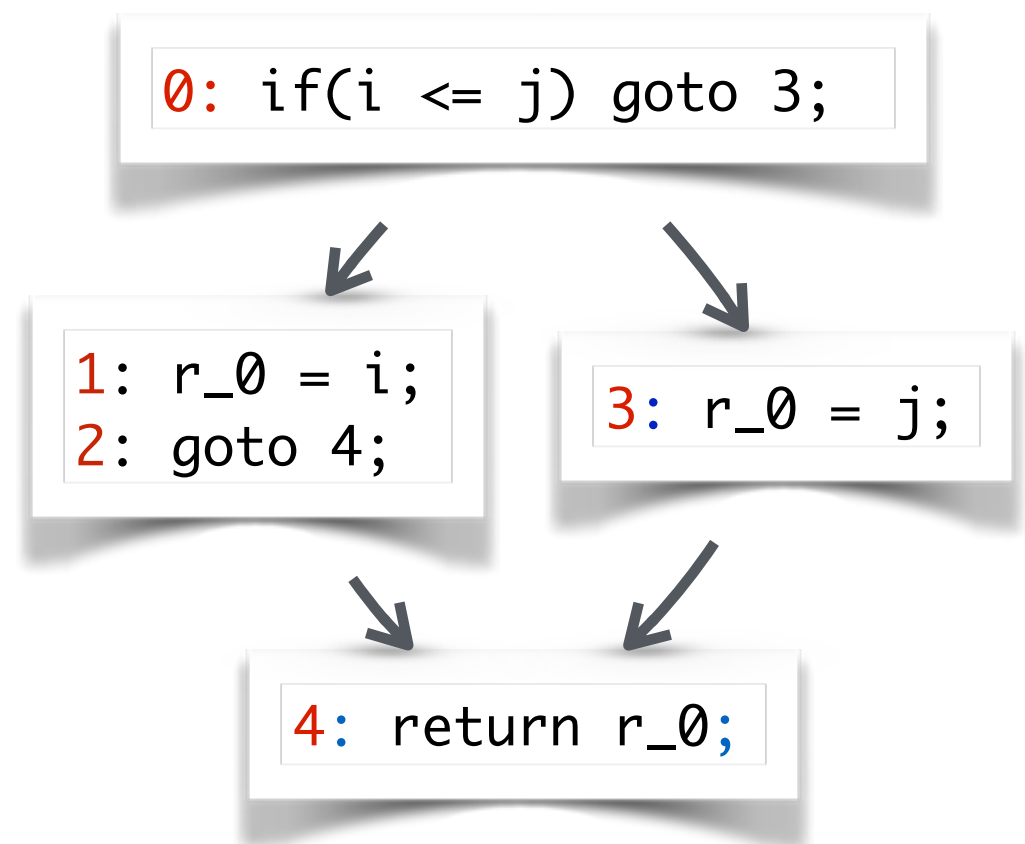 0: if(i <= j) goto 3;
1: r_0 = i;
2: goto 4;
3: r_0 = j;
4: return r_0;